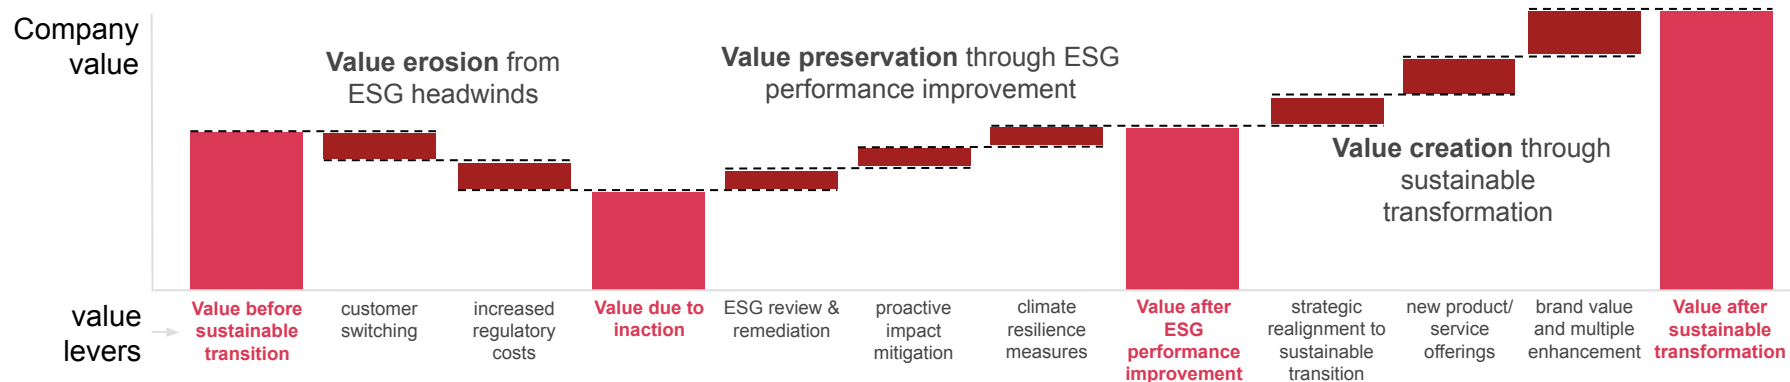 Company
value
Value erosion from
ESG headwinds
Value preservation through ESG
performance improvement
Value creation through
sustainable
transformation
value
levers
Value before
sustainable
transition
customer
switching
increased
regulatory
costs
Value due to
inaction
ESG review &
remediation
proactive
impact
mitigation
climate
resilience
measures
Value after
ESG
performance
improvement
strategic
realignment to
sustainable
transition
new product/
service
offerings
brand value
and multiple
enhancement
Value after
sustainable
transformation